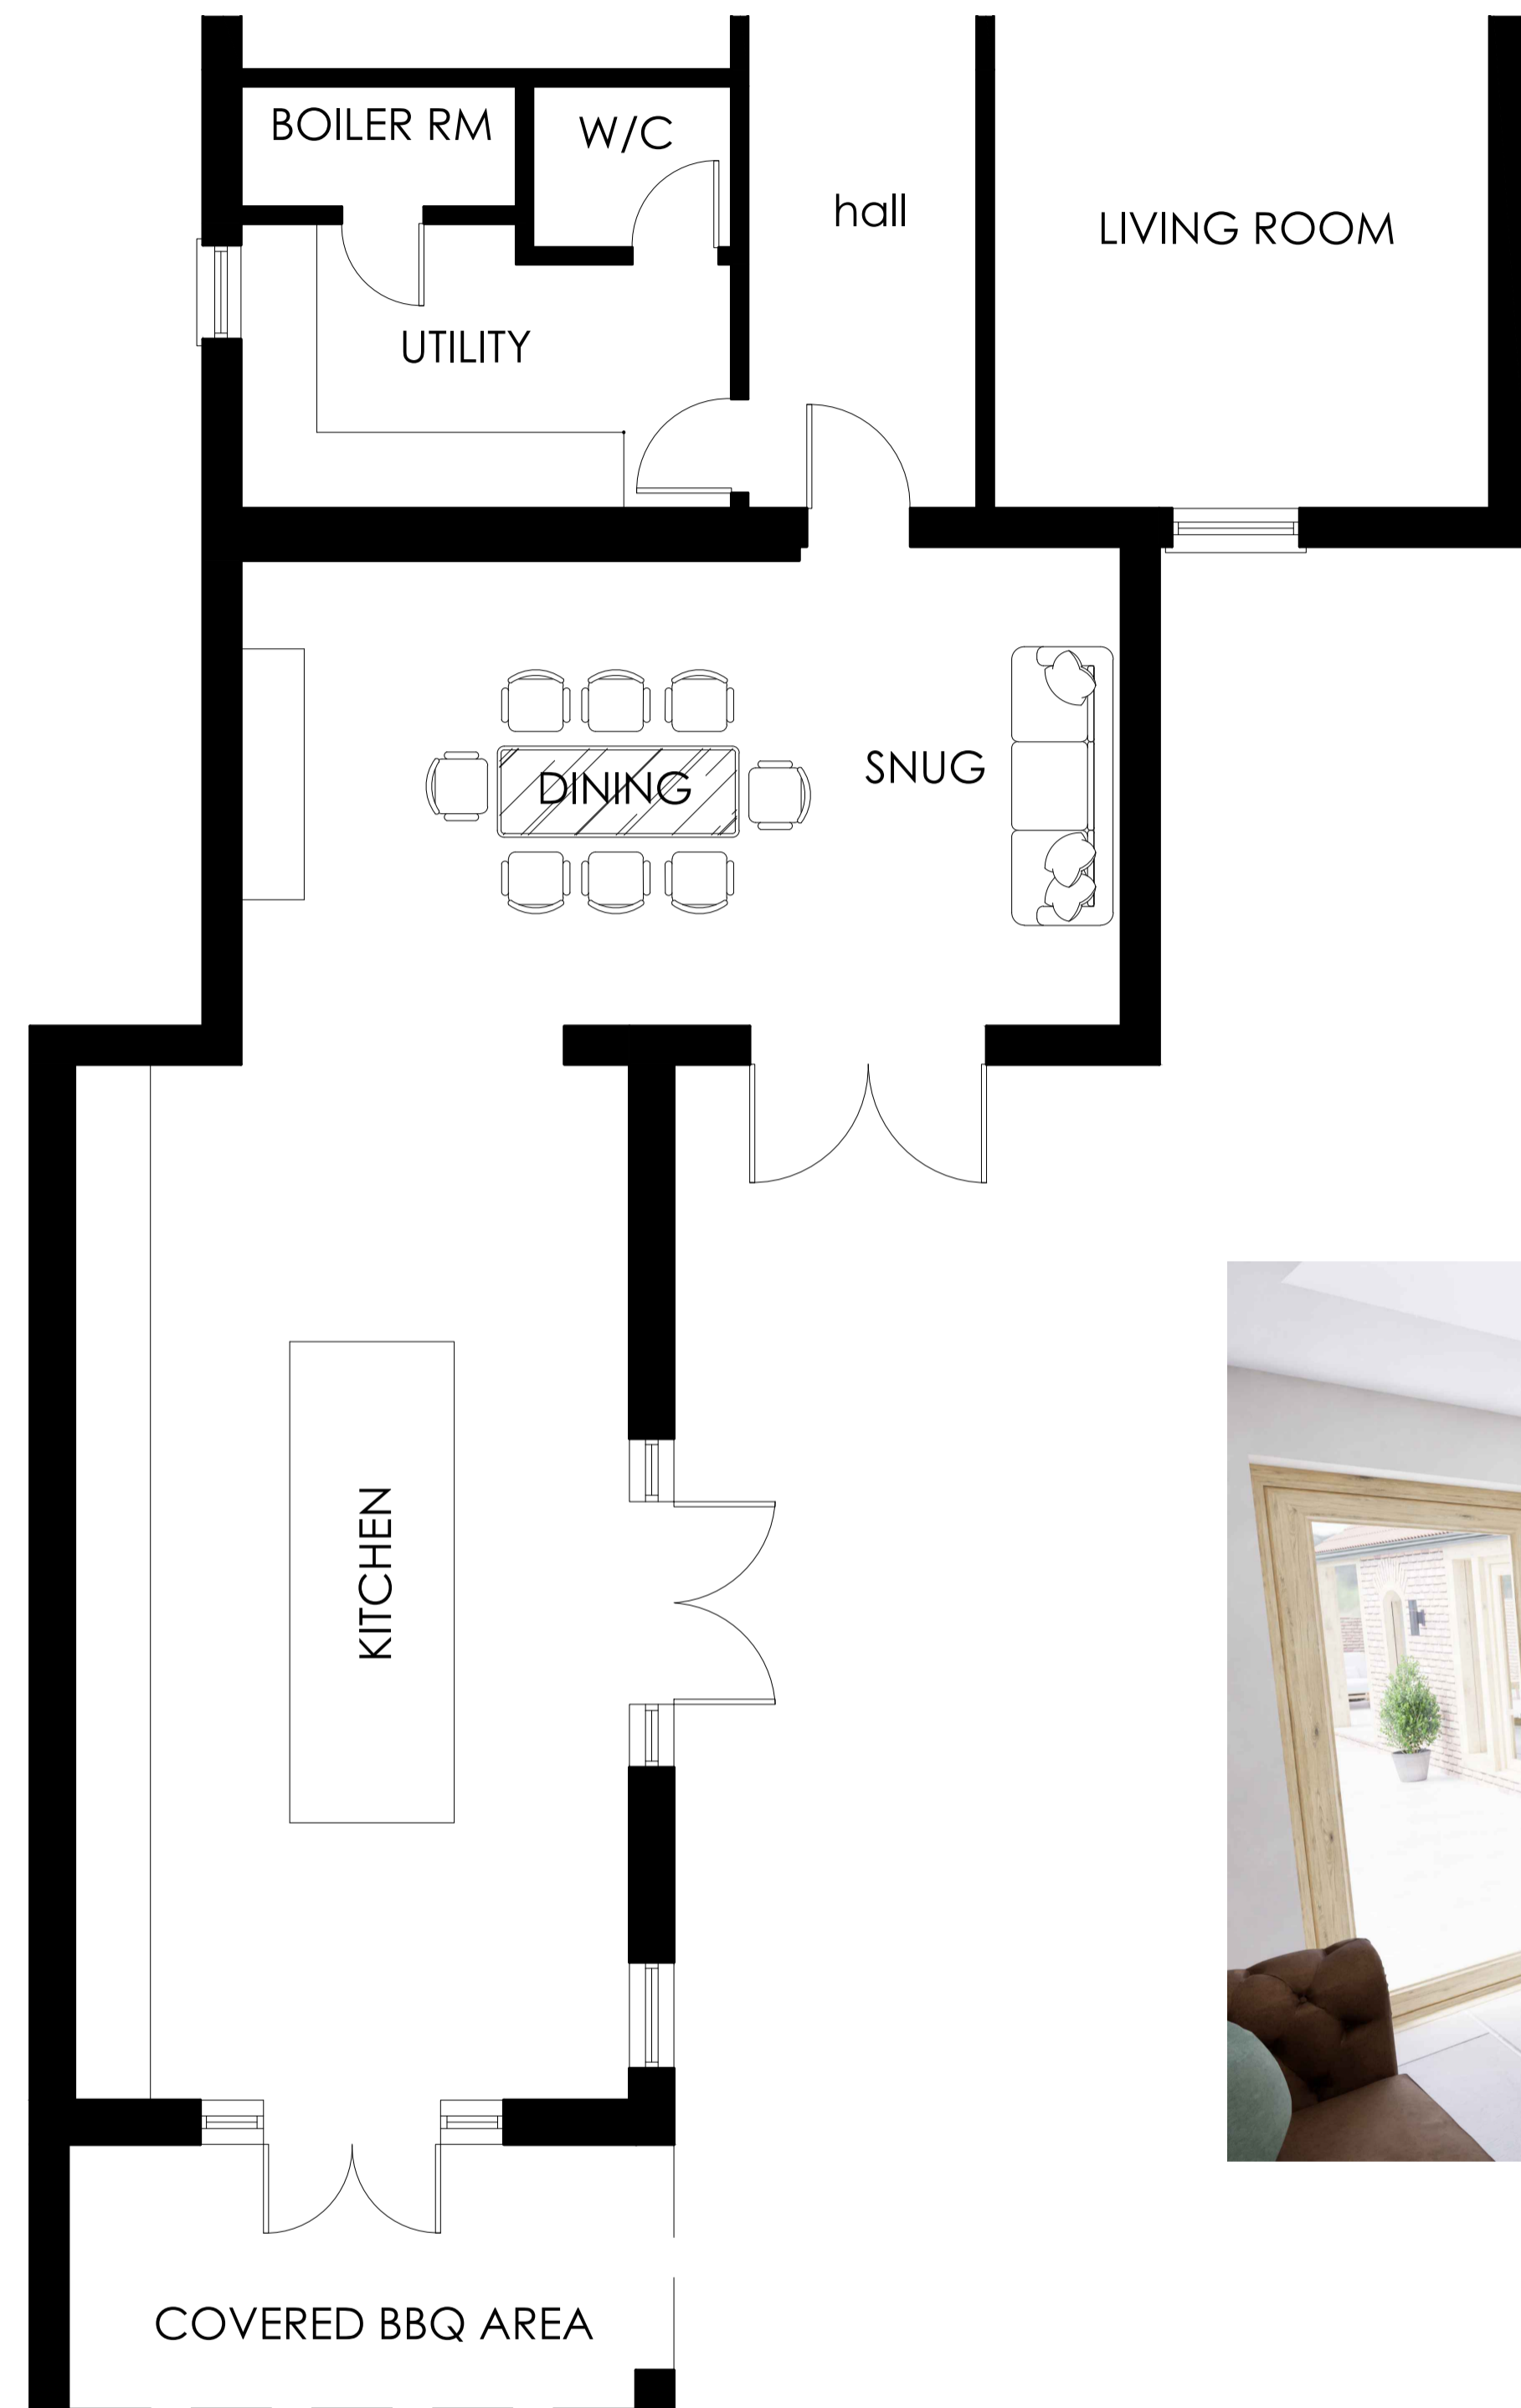 BOILER RM
W/C
hall
LIVING ROOM
UTILITY
DINING
SNUG
KITCHEN
COVERED BBQ AREA